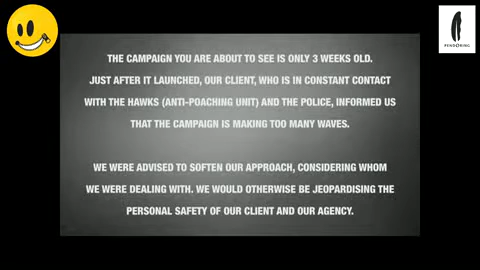 PENDORING
THE CAMPAIGN YOU ARE ABOUT TO SEE IS ONLY 3 WEEKS OLD.
JUST AFTER IT LAUNCHED, OUR CLIENT, WHO IS IN CONSTANT CONTACT
WITH THE HAWKS (ANTI-POACHING UNIT) AND THE POLICE, INFORMED US
THAT THE CAMPAIGN IS MAKING TOO MANY WAVES.
WE WERE ADVISED TO SOFTEN OUR APPROACH, CONSIDERING WHOM
WE WERE DEALING WITH. WE WOULD OTHERWISE BE JEOPARDISING THE
PERSONAL SAFETY OF OUR CLIENT AND OUR AGENCY.